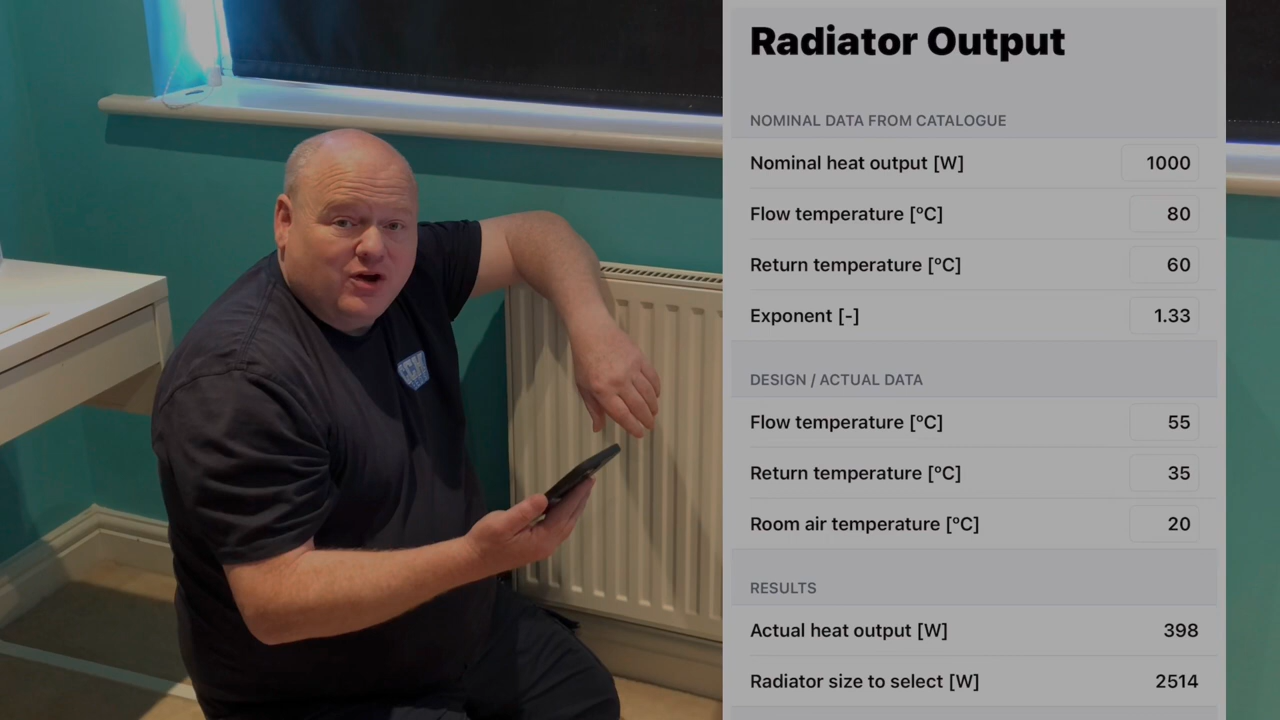 Radiator Output
NOMINAL DATA FROM CATALOGUE
Nominal heat output [W] 1000
Flow temperature [ºC] 80
Return temperature [ºC] 60
Exponent [-] 1.33
DESIGN / ACTUAL DATA
Flow temperature [ºC] 55
Return temperature [ºC] 35
Room air temperature [ºC] 20
RESULTS
Actual heat output [W] 398
Radiator size to select [W] 2514